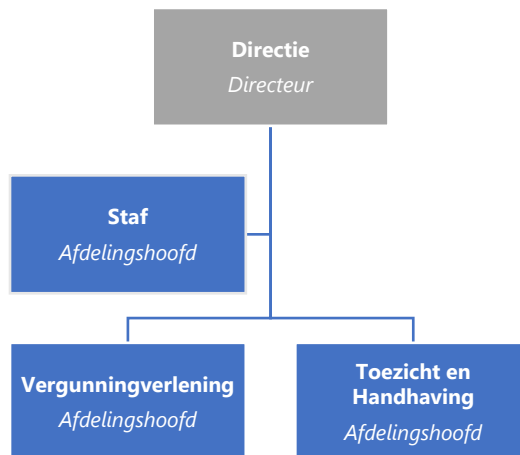 Directie
Directeur
Staf
Afdelingshoofd
Vergunningverlening
Afdelingshoofd
Toezicht en
Handhaving
Afdelingshoofd